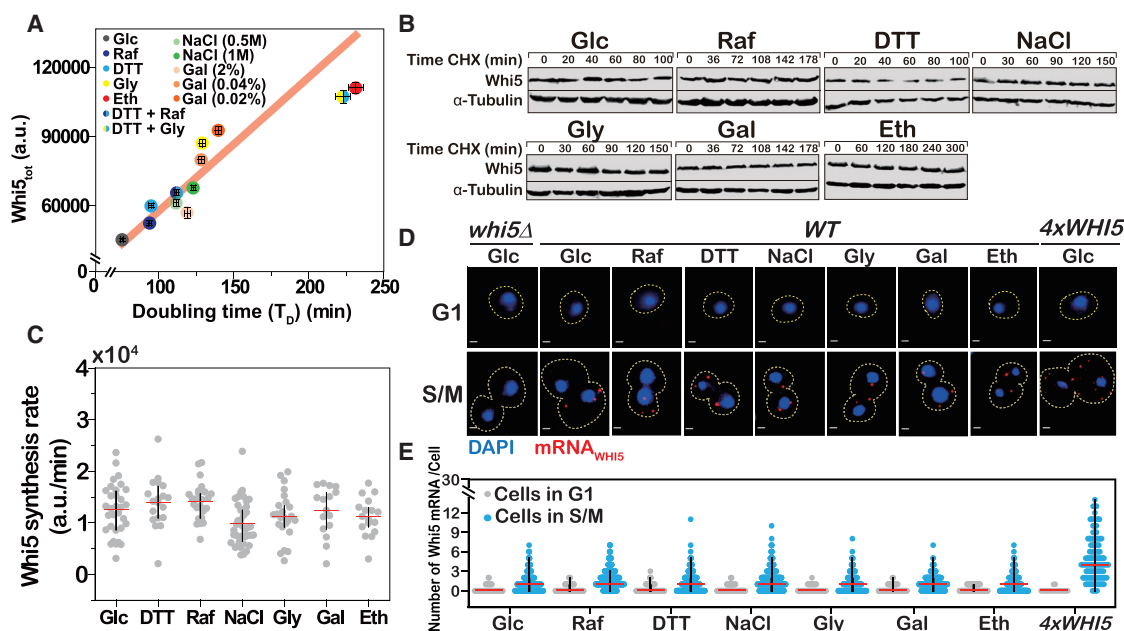 A
Glc
Raf
DTT
Gly
Eth
DTT + Raf
DTT + Gly
NaCl (0.5M)
NaCl (1M)
Gal (2%)
Gal (0.04%)
Gal (0.02%)
Whi5tot (a.u.)
120000
90000
60000
0
0 100 150 200 250
Doubling time (TD) (min)
B
Glc Raf DTT NaCl
Time CHX (min) 0 20 40 60 80 100 0 36 72 108 142 178 0 20 40 60 80 100 0 30 60 90 120 150
Whi5
α-Tubulin
Gly Gal Eth
Time CHX (min) 0 30 60 90 120 150 0 36 72 108 142 178 0 60 120 180 240 300
Whi5
α-Tubulin
C
x10⁴
Whi5 synthesis rate
(a.u./min)
4
3
2
1
0
Glc DTT Raf NaCl Gly Gal Eth
D
whi5Δ WT 4xWHI5
Glc Glc Raf DTT NaCl Gly Gal Eth Glc
G1
S/M
DAPI mRNAWHI5
E
Number of Whi5 mRNA /Cell
30
12
9
6
3
0
Cells in G1
Cells in S/M
Glc Raf DTT NaCl Gly Gal Eth 4xWHI5